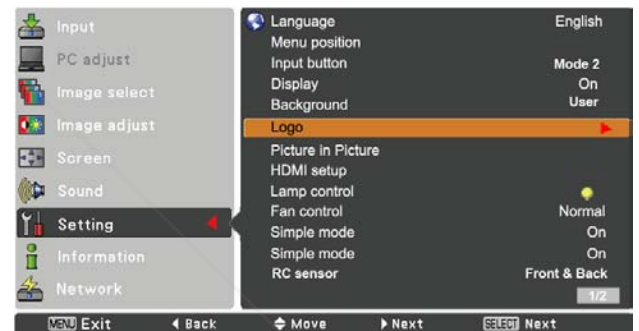 Input
PC adjust
Image select
Image adjust
Screen
Sound
Setting
Information
Network
Language English
Menu position
Input button Mode 2
Display On
Background User
Logo
Picture in Picture
HDMI setup
Lamp control
Fan control Normal
Simple mode On
Simple mode On
RC sensor Front & Back
1/2
MENU Exit Back Move Next SELECT Next